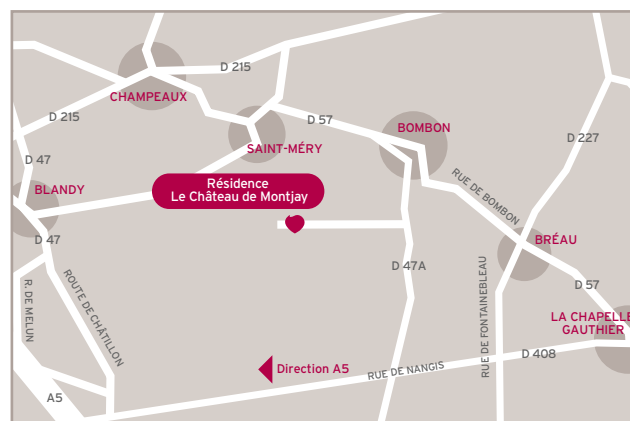 D 215
CHAMPEAUX
D 215
D 57
BOMBON
D 227
SAINT-MÉRY
D 47
BLANDY
Résidence
Le Château de Montjay
RUE DE BOMBON
D 47
BRÉAU
D 47A
ROUTE DE CHÂTILLON
R. DE MELUN
RUE DE FONTAINEBLEAU
D 57
LA CHAPELLE
GAUTHIER
D 408
Direction A5
RUE DE NANGIS
A5